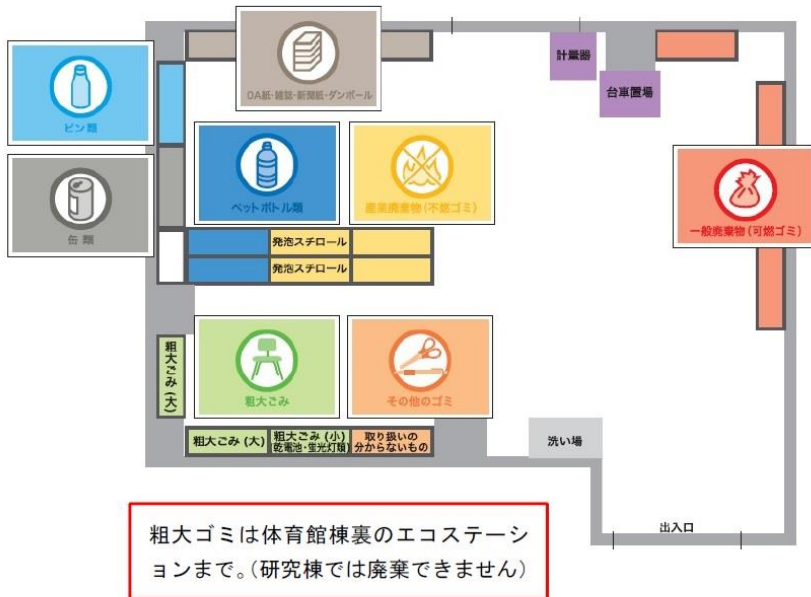 計量器
台車置場
OA紙・雑誌・新聞紙・ダンボール
ビン類
缶類
ペットボトル類
産業廃棄物(不燃ゴミ)
一般廃棄物(可燃ゴミ)
発泡スチロール
発泡スチロール
粗大ごみ(大)
粗大ごみ
その他のゴミ
粗大ごみ(大)
粗大ごみ(小)
(乾電池・蛍光灯類)
取り扱いの
分からないもの
洗い場
出入口
粗大ゴミは体育館棟裏のエコステーシ
ョンまで。(研究棟では廃棄できません)